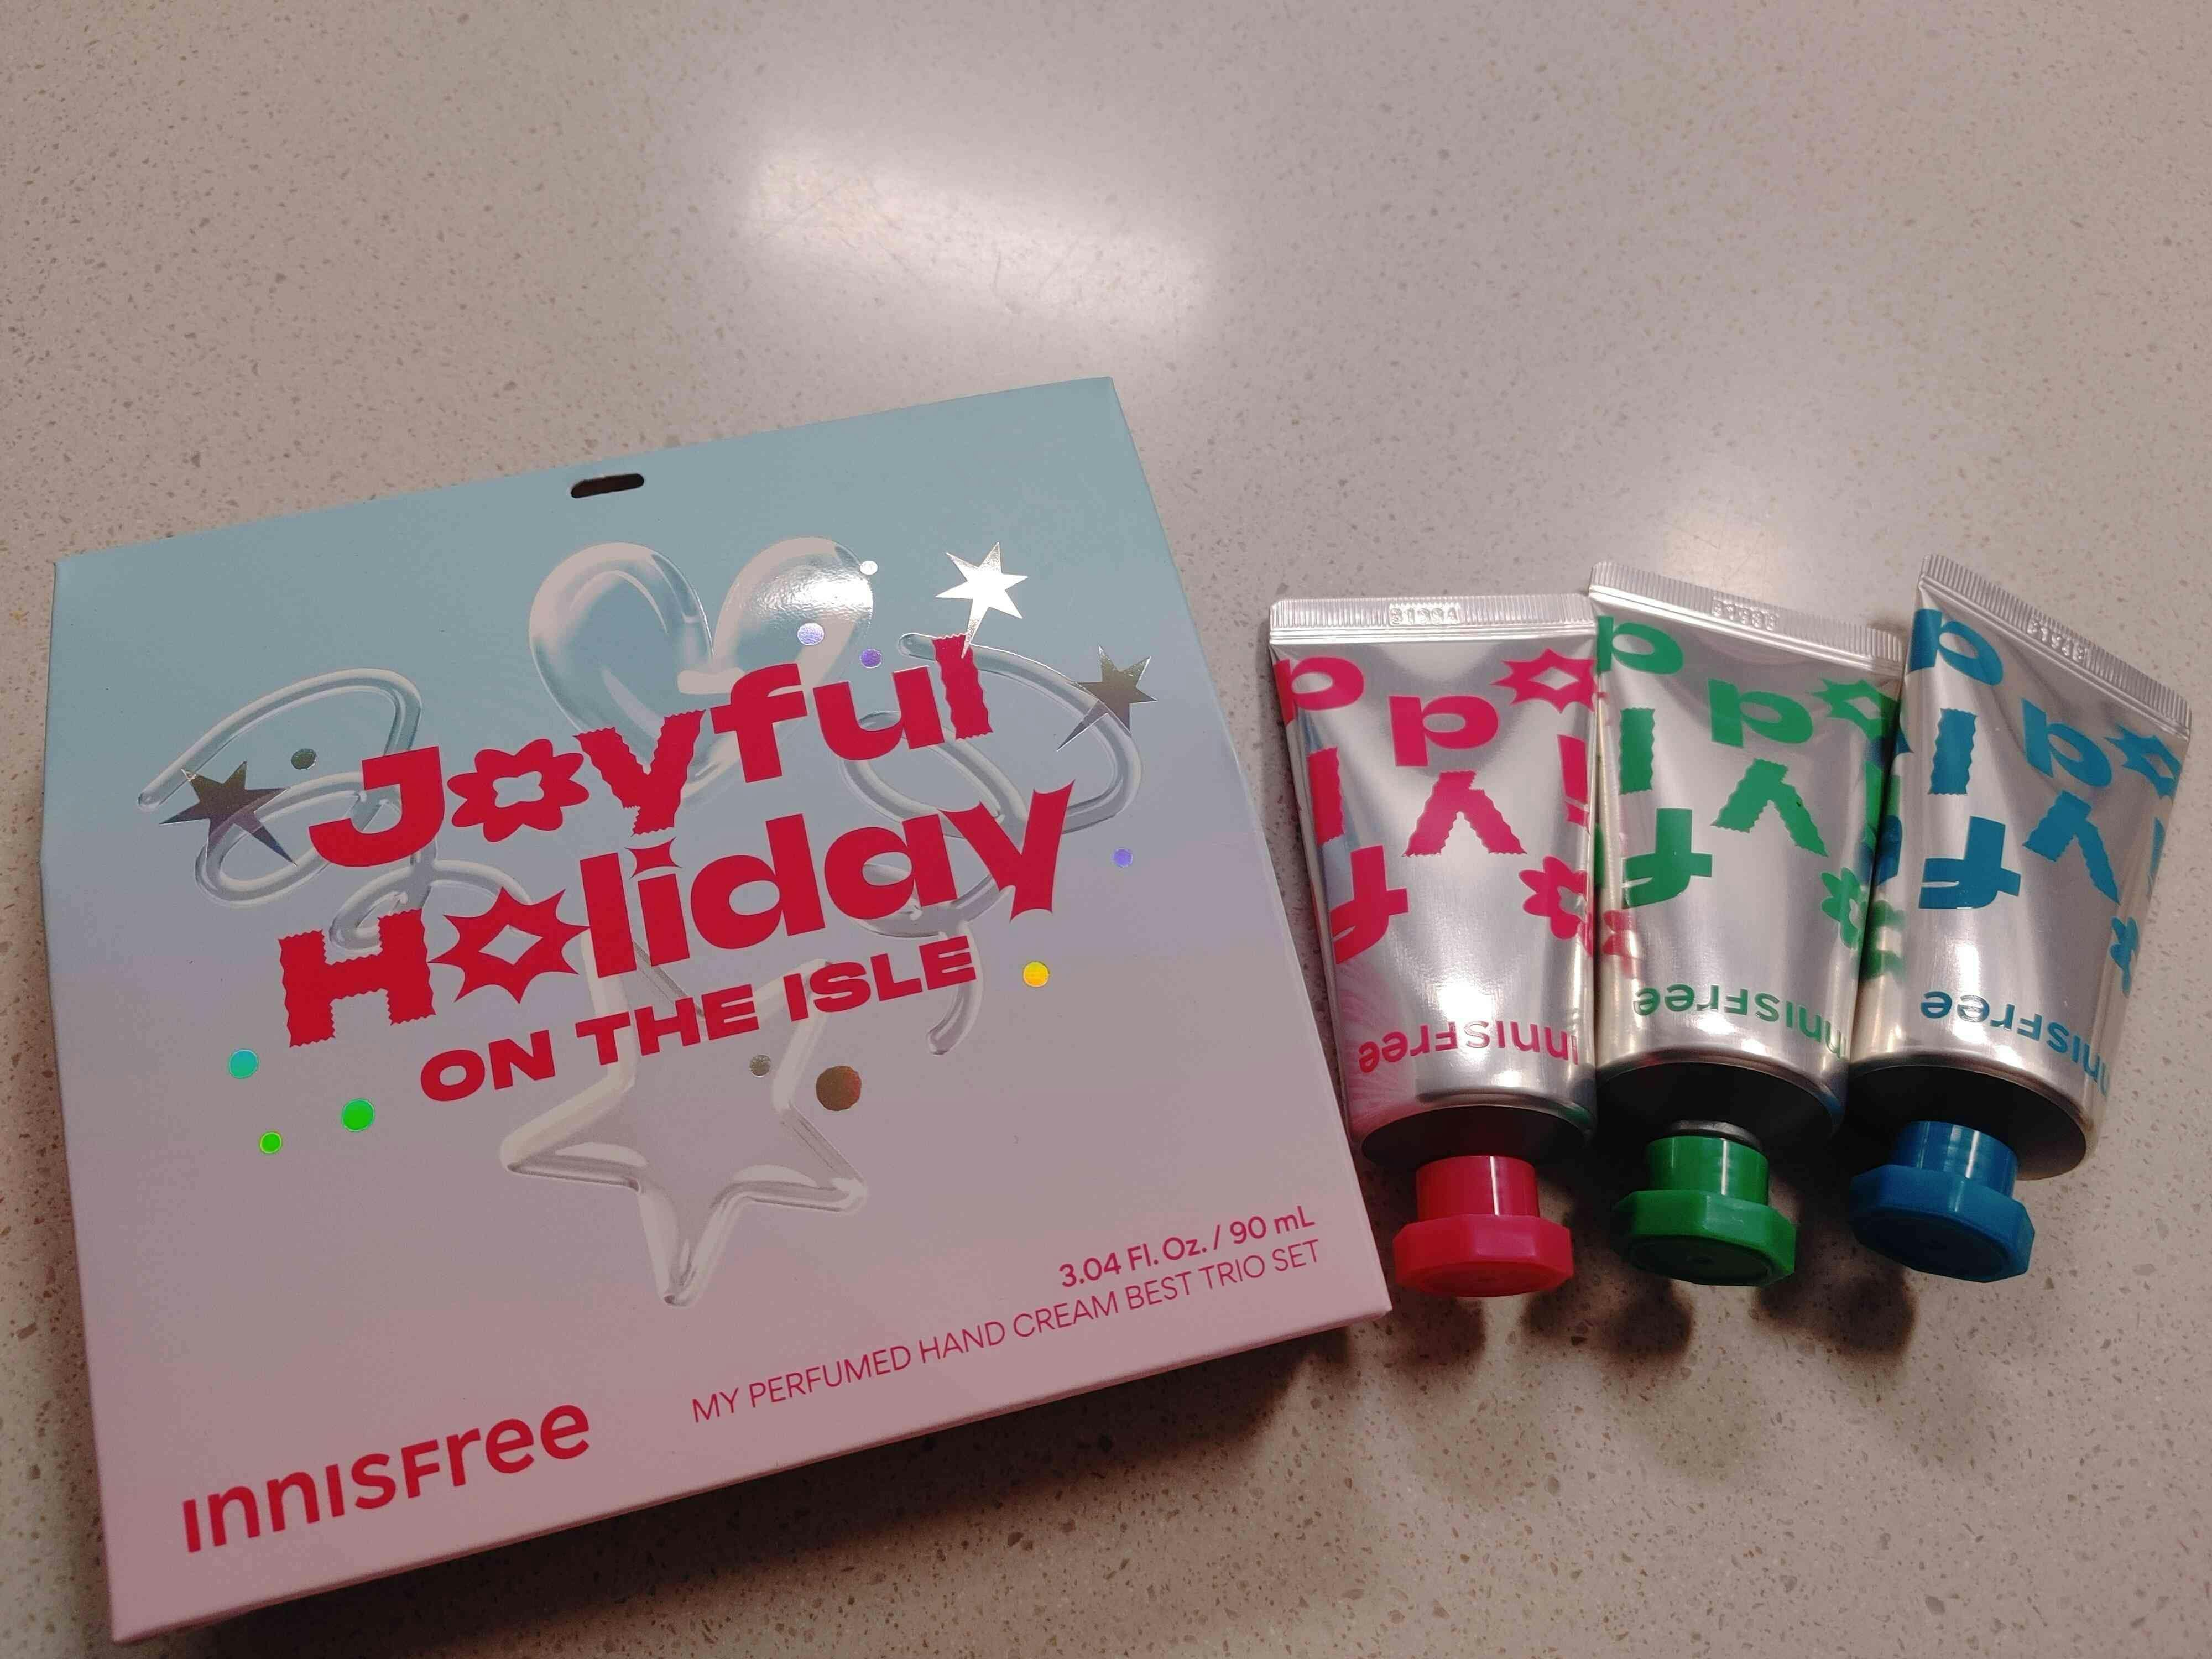 Joyful
Holiday
ON THE ISLE
3.04 Fl. Oz. / 90 mL
MY PERFUMED HAND CREAM BEST TRIO SET
innisfree
innisfree
innisfree
innisfree